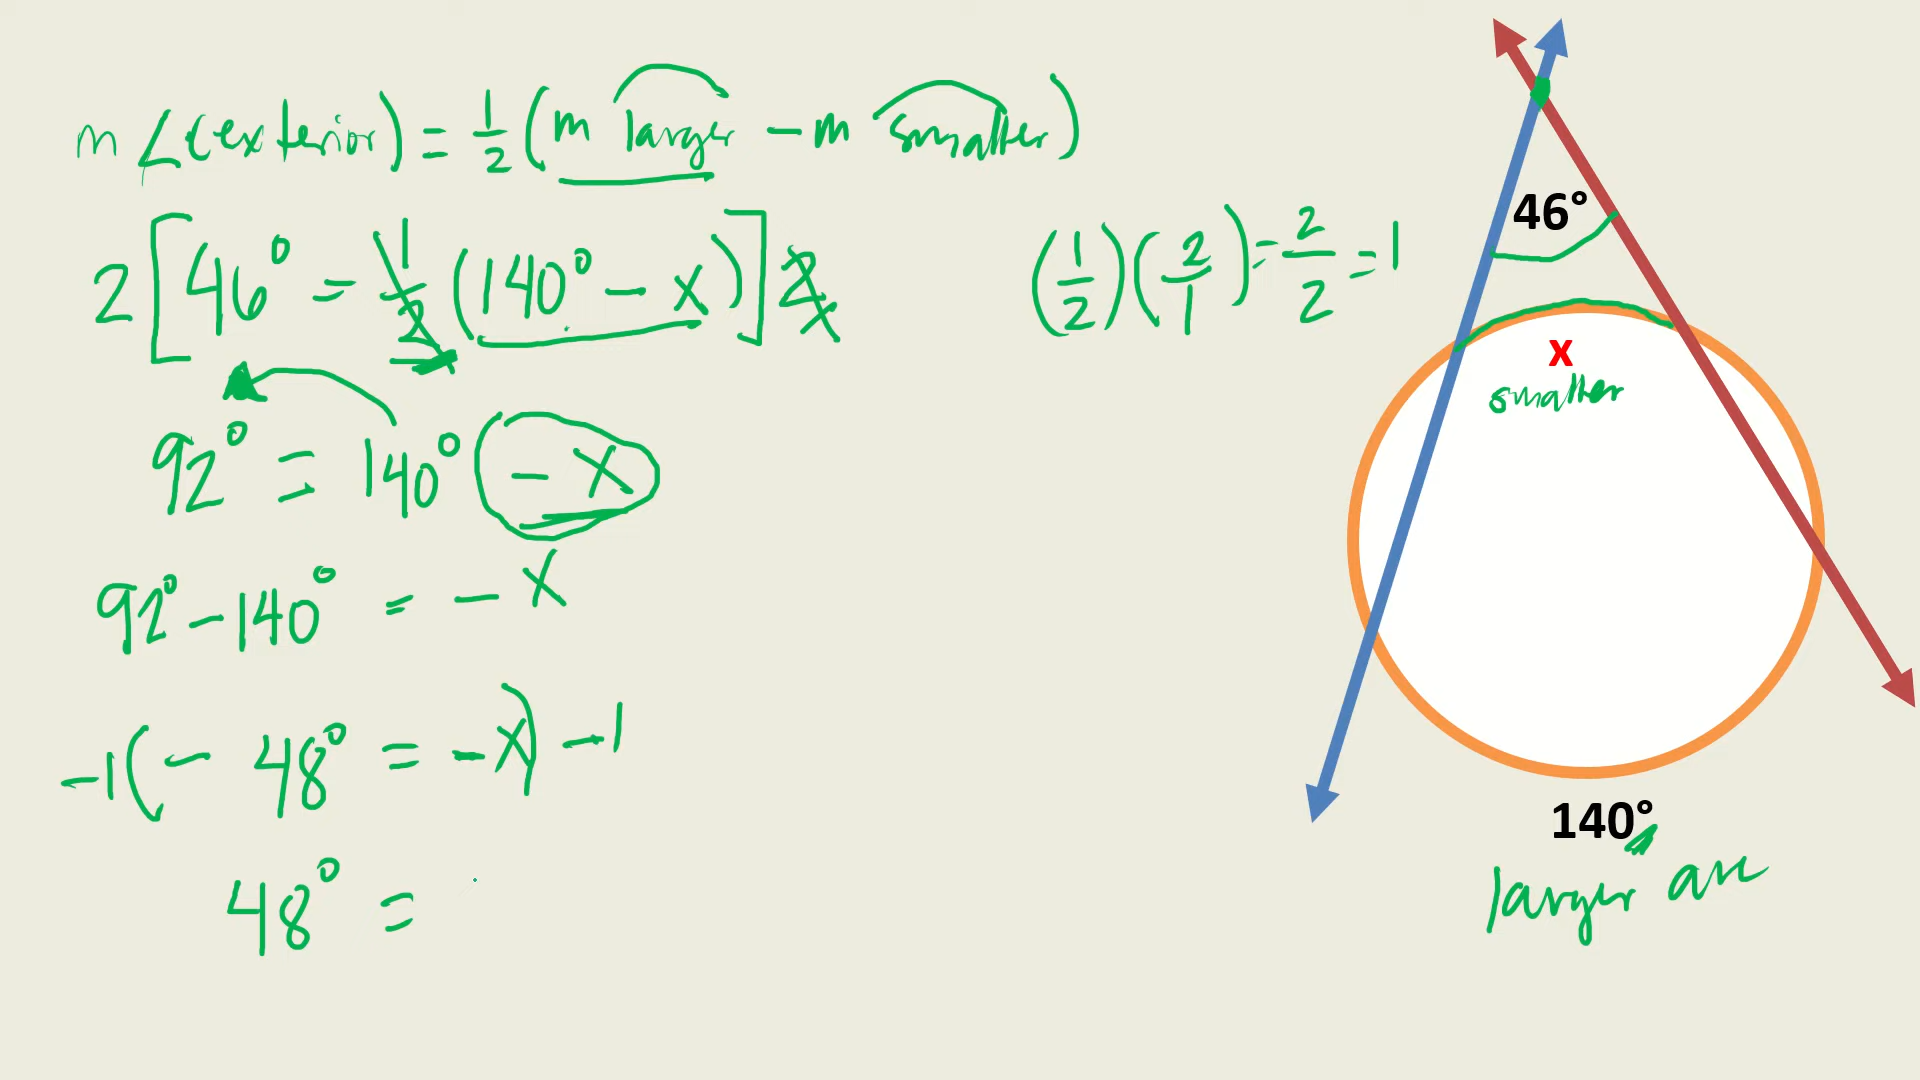 m∠(exterior) = 1/2 (m larger - m smaller)
2[46° = 1/2 (140° - x)]2
(1/2)(2/1) = 2/2 = 1
92° = 140° - x
92° - 140° = - x
-1(- 48° = - x) -1
48° =
46°
x
smaller
140°
larger arc